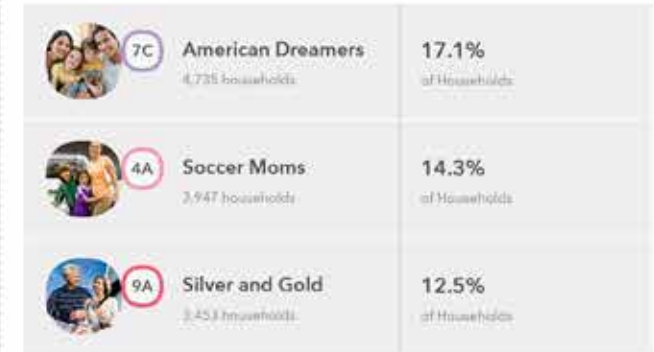 7C
American Dreamers
4,735 households
17.1%
of Households
4A
Soccer Moms
3,947 households
14.3%
of Households
9A
Silver and Gold
3,453 households
12.5%
of Households